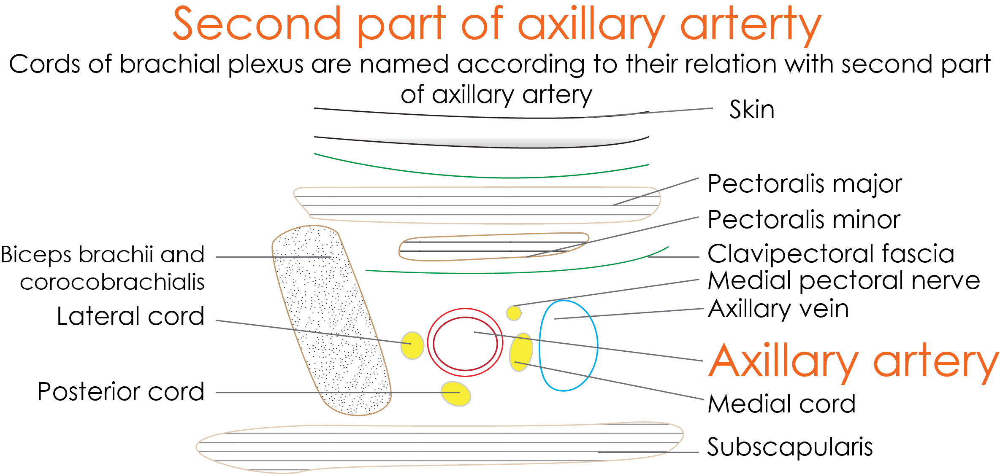 Second part of axillary arterty
Cords of brachial plexus are named according to their relation with second part
of axillary artery
Skin
Pectoralis major
Pectoralis minor
Clavipectoral fascia
Medial pectoral nerve
Axillary vein
Axillary artery
Medial cord
Subscapularis
Biceps brachii and
corocobrachialis
Lateral cord
Posterior cord